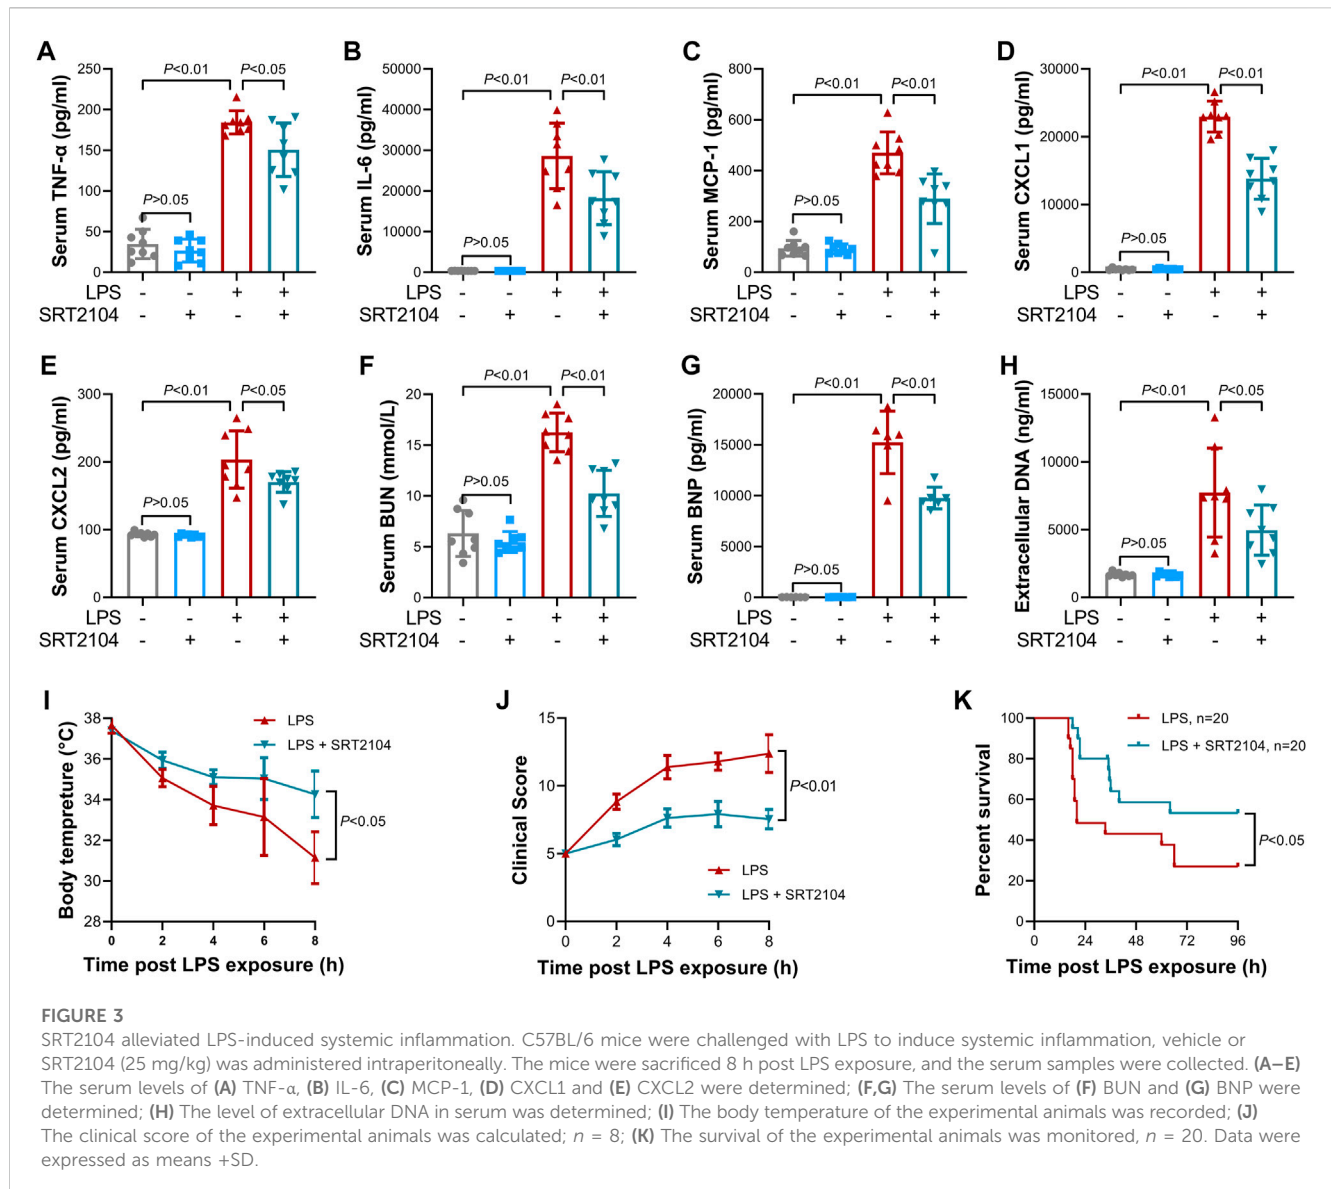 A
Serum TNF-α (pg/ml)
250
200
150
100
50
0
P<0.01
P<0.05
P>0.05
LPS - - + +
SRT2104 - + - +
B
Serum IL-6 (pg/ml)
50000
40000
30000
20000
10000
0
P<0.01
P<0.01
P>0.05
- - + +
- + - +
C
Serum MCP-1 (pg/ml)
800
600
400
200
0
P<0.01
P<0.01
P>0.05
LPS - - + +
SRT2104 - + - +
D
Serum CXCL1 (pg/ml)
30000
20000
10000
0
P<0.01
P<0.01
P>0.05
- - + +
- + - +
E
Serum CXCL2 (pg/ml)
300
200
100
0
P<0.01
P<0.05
P>0.05
LPS - - + +
SRT2104 - + - +
F
Serum BUN (mmol/L)
20
15
10
5
0
P<0.01
P<0.01
P>0.05
- - + +
- + - +
G
Serum BNP (pg/ml)
20000
15000
10000
5000
0
P<0.01
P<0.01
P>0.05
LPS - - + +
SRT2104 - + - +
H
Extracellular DNA (ng/ml)
15000
10000
5000
0
P<0.01
P<0.05
P>0.05
- - + +
- + - +
I
Body tempreture (°C)
38
36
34
32
30
28
LPS
LPS + SRT2104
P<0.05
0 2 4 6 8
Time post LPS exposure (h)
J
Clinical Score
15
10
5
0
P<0.01
LPS
LPS + SRT2104
0 2 4 6 8
Time post LPS exposure (h)
K
Percent survival
100
80
60
40
20
0
LPS, n=20
LPS + SRT2104, n=20
P<0.05
0 24 48 72 96
Time post LPS exposure (h)
FIGURE 3
SRT2104 alleviated LPS-induced systemic inflammation. C57BL/6 mice were challenged with LPS to induce systemic inflammation, vehicle or
SRT2104 (25 mg/kg) was administered intraperitoneally. The mice were sacrificed 8 h post LPS exposure, and the serum samples were collected. (A–E)
The serum levels of (A) TNF-α, (B) IL-6, (C) MCP-1, (D) CXCL1 and (E) CXCL2 were determined; (F,G) The serum levels of (F) BUN and (G) BNP were
determined; (H) The level of extracellular DNA in serum was determined; (I) The body temperature of the experimental animals was recorded; (J)
The clinical score of the experimental animals was calculated; n = 8; (K) The survival of the experimental animals was monitored, n = 20. Data were
expressed as means +SD.